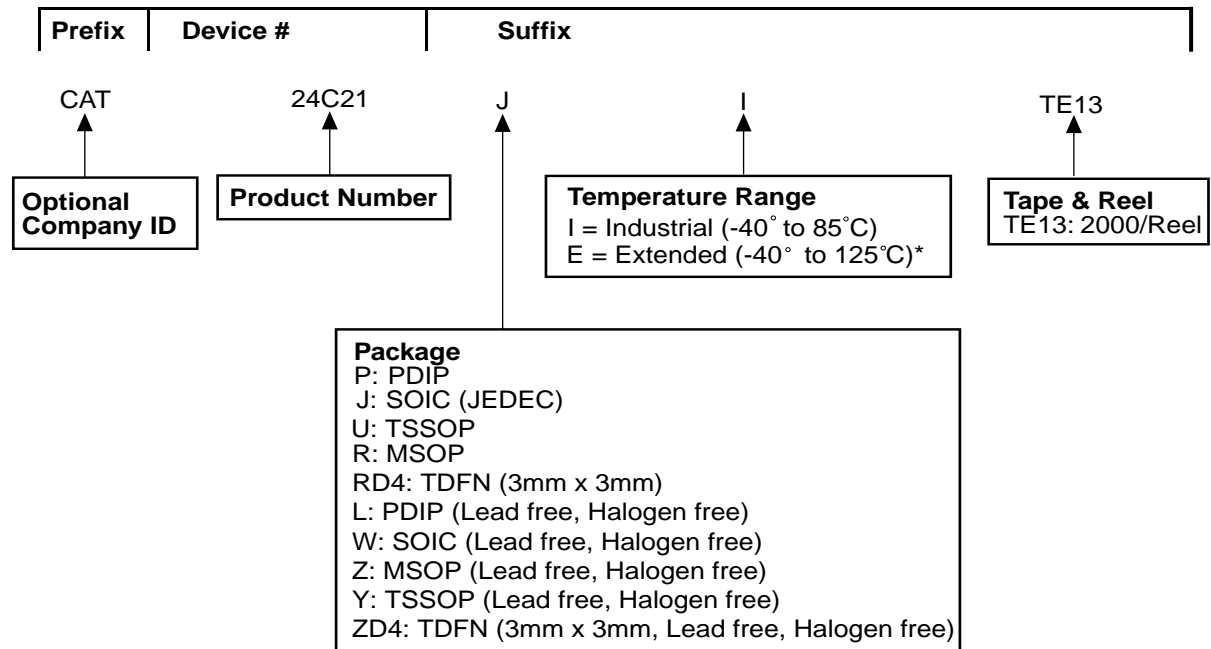 Prefix Device # Suffix
CAT 24C21 J I TE13
Optional
Company ID
Product Number
Temperature Range
I = Industrial (-40˚ to 85˚C)
E = Extended (-40° to 125˚C)*
Tape & Reel
TE13: 2000/Reel
Package
P: PDIP
J: SOIC (JEDEC)
U: TSSOP
R: MSOP
RD4: TDFN (3mm x 3mm)
L: PDIP (Lead free, Halogen free)
W: SOIC (Lead free, Halogen free)
Z: MSOP (Lead free, Halogen free)
Y: TSSOP (Lead free, Halogen free)
ZD4: TDFN (3mm x 3mm, Lead free, Halogen free)